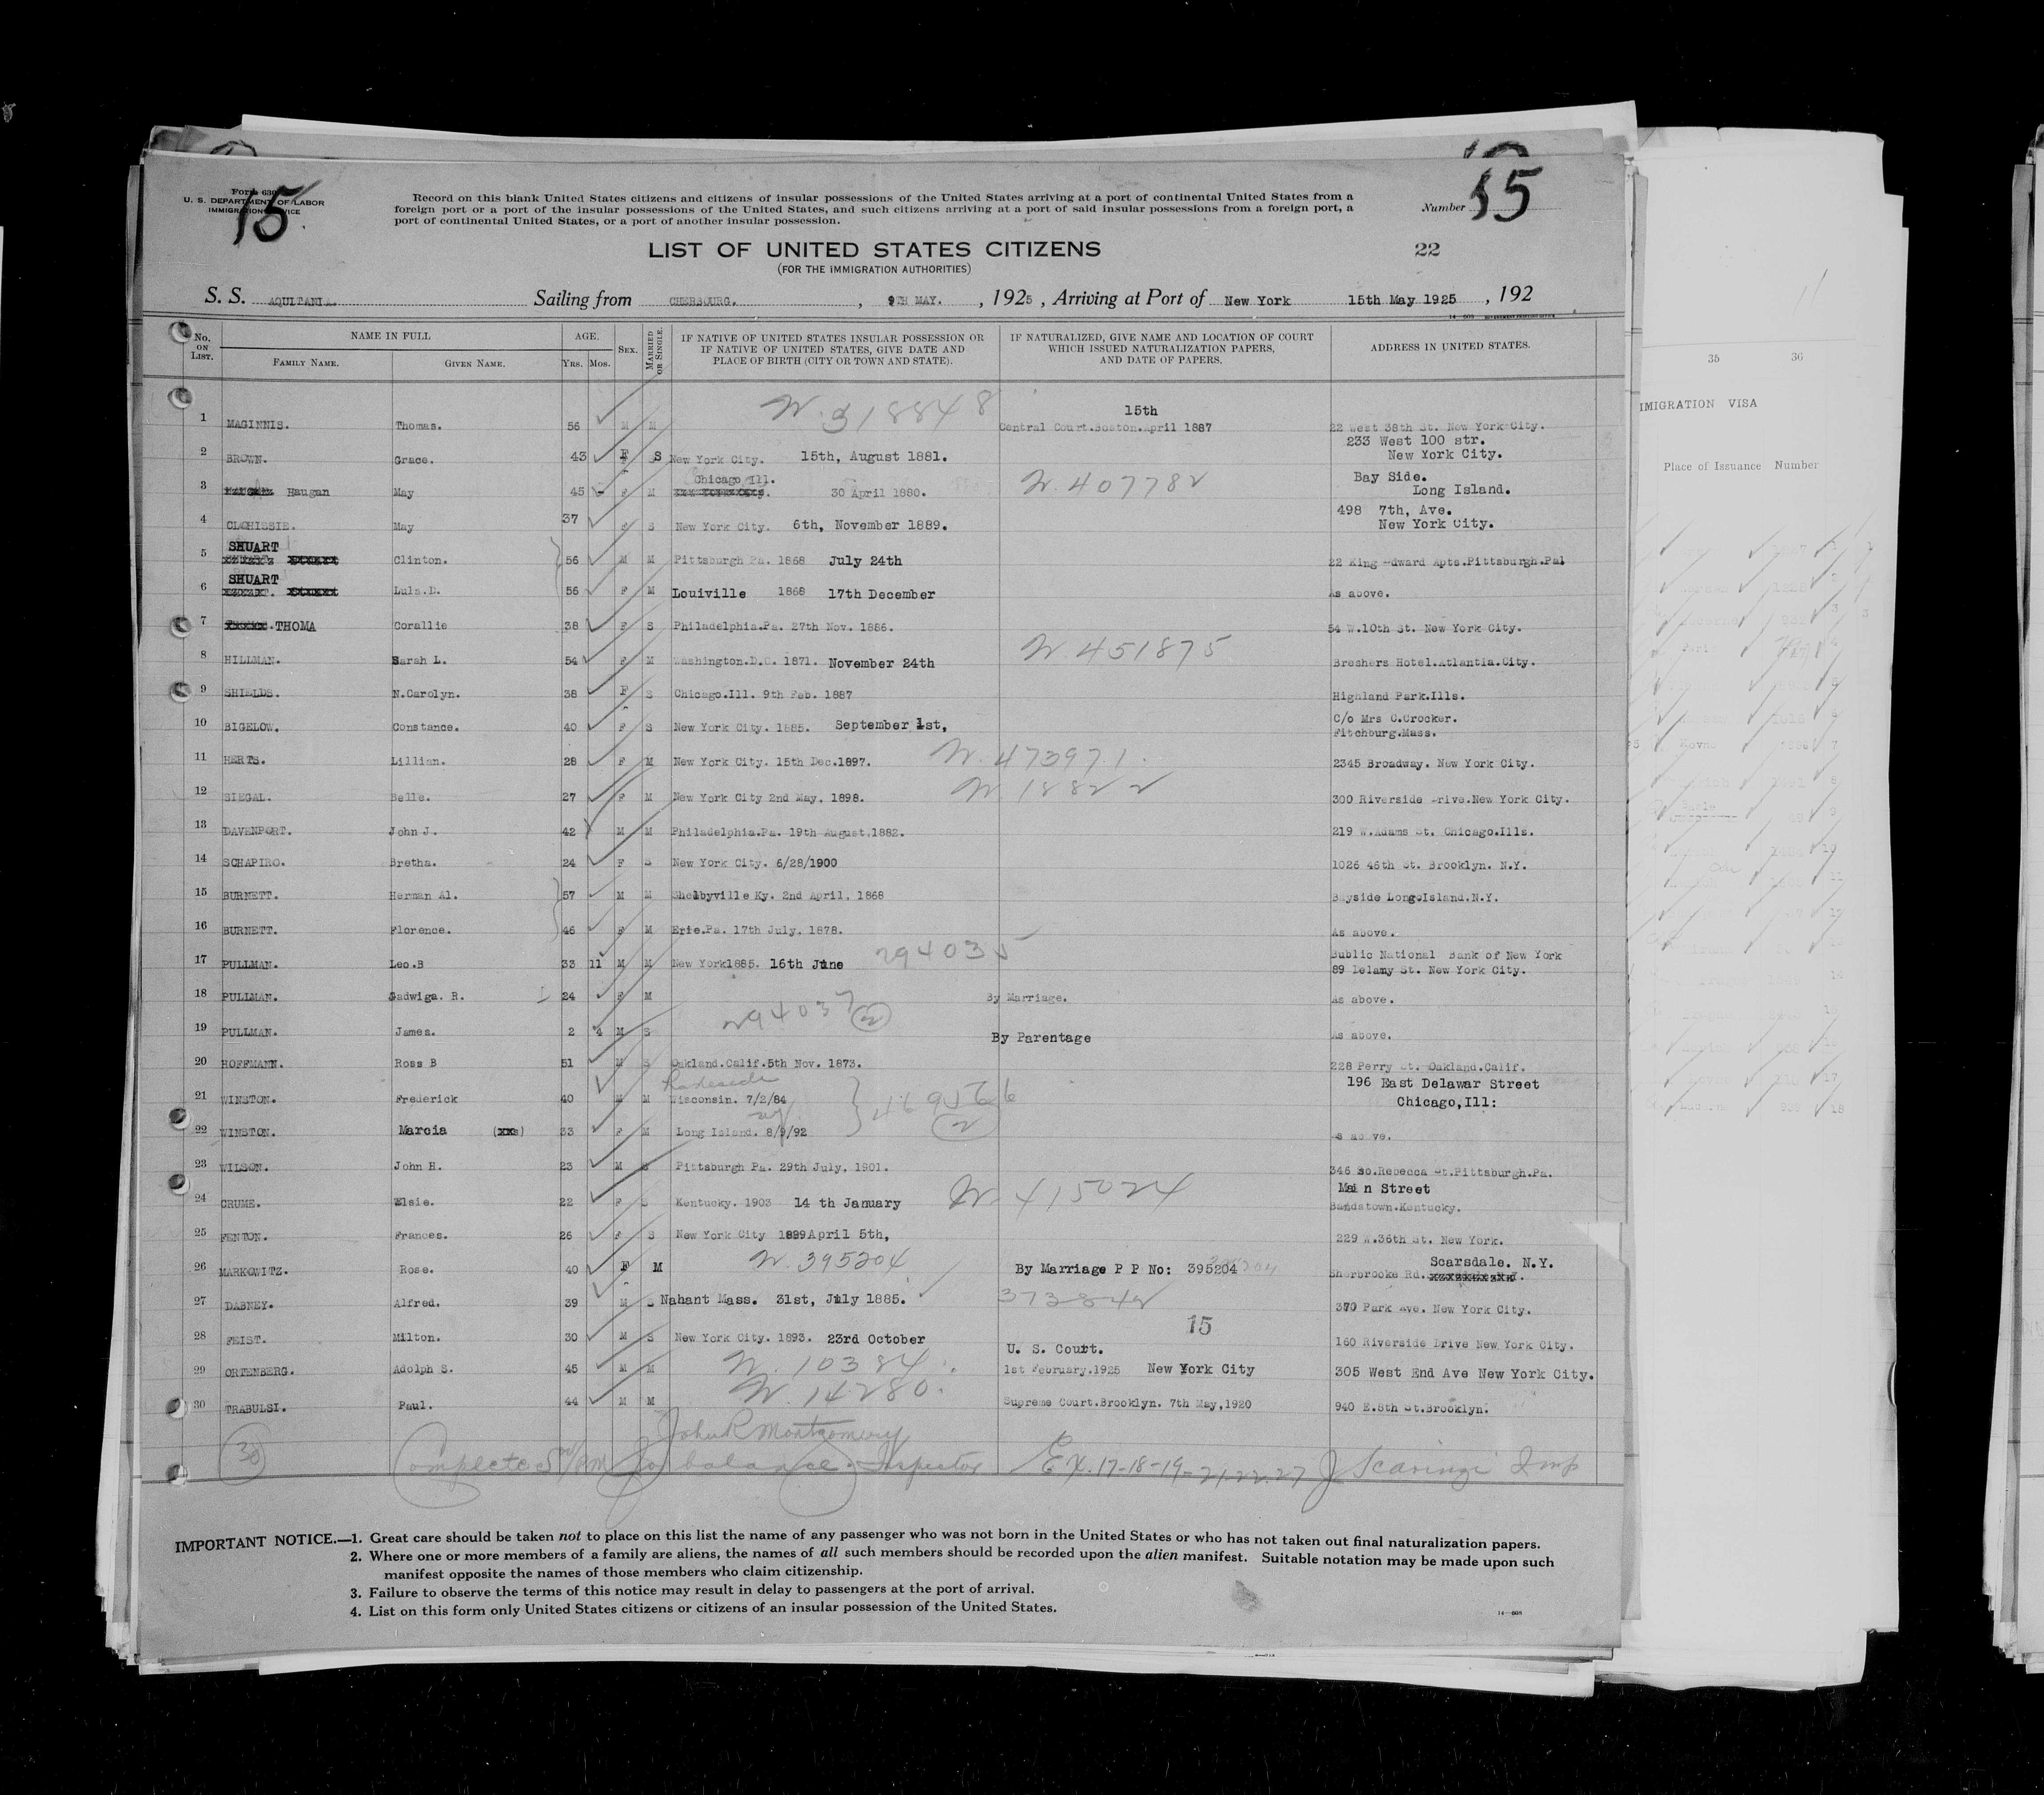 Form 630
U. S. DEPARTMENT OF LABOR
IMMIGRATION SERVICE
15
Record on this blank United States citizens and citizens of insular possessions of the United States arriving at a port of continental United States from a
foreign port or a port of the insular possessions of the United States, and such citizens arriving at a port of said insular possessions from a foreign port, a
port of continental United States, or a port of another insular possession.
Number 15
LIST OF UNITED STATES CITIZENS
22
(FOR THE IMMIGRATION AUTHORITIES)
S. S. AQUITANIA. Sailing from CHERBOURG. , 9TH MAY. , 1925 , Arriving at Port of New York 15th May 1925 , 192
No. ON LIST. NAME IN FULL FAMILY NAME. GIVEN NAME. AGE. YRS. MOS. SEX. MARRIED OR SINGLE.
IF NATIVE OF UNITED STATES INSULAR POSSESSION OR
IF NATIVE OF UNITED STATES, GIVE DATE AND
PLACE OF BIRTH (CITY OR TOWN AND STATE).
IF NATURALIZED, GIVE NAME AND LOCATION OF COURT
WHICH ISSUED NATURALIZATION PAPERS,
AND DATE OF PAPERS.
ADDRESS IN UNITED STATES.
N. 318848 15th
1 MAGINNIS. Thomas. 56 M M Central Court.Boston.April 1887 22 West 38th St. New York City.
233 West 100 str.
2 BROWN. Grace. 43 F S New York City. 15th, August 1881. New York City.
Chicago Ill. Bay Side.
3 Haugan May 45 F M 30 April 1880. N. 407782 Long Island.
498 7th, Ave.
4 CLOHISSIE. May 37 F S New York City. 6th, November 1889. New York City.
SHUART
5 Clinton. 56 M M Pittsburgh Pa. 1868 July 24th 22 King Edward Apts.Pittsburgh.Pal
SHUART
6 Lula.D. 56 F M Louiville 1868 17th December As above.
7 THOMA Corallie 38 F S Philadelphia.Pa. 27th Nov. 1886. 54 W.10th St. New York City.
8 HILLMAN. Sarah L. 54 F M Washington.D.C. 1871. November 24th N. 451875 Breshers Hotel.Atlantia.City.
9 SHIELDS. N.Carolyn. 38 F S Chicago.Ill. 9th Feb. 1887 Highland Park.Ills.
10 BIGELOW. Constance. 40 F S New York City. 1885. September 1st, C/o Mrs C.Crocker.
Fitchburg.Mass.
11 HERTS. Lillian. 28 F M New York City. 15th Dec.1897. N. 473971. 2345 Broadway. New York City.
12 SIEGAL. Belle. 27 F M New York City 2nd May, 1898. N 18822 300 Riverside Drive.New York City.
13 DAVENPORT. John J. 42 M M Philadelphia.Pa. 19th August,1882. 219 W.Adams St. Chicago.Ills.
14 SCHAPIRO. Bretha. 24 F S New York City. 6/28/1900 1026 46th St. Brooklyn. N.Y.
15 BURNETT. Herman Al. 57 M M Shelbyville Ky. 2nd April, 1868 Bayside Long.Island.N.Y.
16 BURNETT. Florence. 46 F M Erie.Pa. 17th July, 1878. As above.
17 PULLMAN. Leo.B 33 11 M M New York1885. 16th June 294035 Public National Bank of New York
89 Delany St. New York City.
18 PULLMAN. Gadwiga. R. 24 F M By Marriage. As above.
294037 2
19 PULLMAN. James. 2 4 M S By Parentage As above.
20 HOFFMANN. Ross B 51 M S Oakland.Calif.5th Nov. 1873. 228 Perry St. Oakland.Calif.
Lakeside 196 East Delawar Street
21 WINSTON. Frederick 40 M M Wisconsin. 7/2/84 Chicago,Ill:
22 WINSTON. Marcia 33 F M Long Island. 8/9/92 2 As above.
23 WILSON. John H. 23 M S Pittsburgh Pa. 29th July, 1901. 346 So.Rebecca St.Pittsburgh.Pa.
Main Street
24 CRUME. Elsie. 22 F S Kentucky. 1903 14 th January N. 415024 Bandstown.Kentucky.
25 FENTON. Frances. 26 F S New York City 1899April 5th, 229 W.36th St. New York.
Scarsdale. N.Y.
26 MARKOWITZ. Rose. 40 F M N. 395204 By Marriage P P No: 395204 Sherbrooke Rd.
27 DABNEY. Alfred. 39 M S Nahant Mass. 31st, July 1885. 373842 370 Park Ave. New York City.
15
28 FEIST. Milton. 30 M S New York City. 1893. 23rd October 160 Riverside Drive New York City.
U. S. Court.
29 ORTENBERG. Adolph S. 45 M M N. 10384 1st February.1925 New York City 305 West End Ave New York City.
30 TRABULSI. Paul. 44 M M N. 14280. Supreme Court.Brooklyn. 7th May,1920 940 E.8th St.Brooklyn.
John R Montgomery
30 Complete balance Inspector Ex. 17-18-19-21.22.27 J Scaringi Insp
IMPORTANT NOTICE.—1. Great care should be taken not to place on this list the name of any passenger who was not born in the United States or who has not taken out final naturalization papers.
2. Where one or more members of a family are aliens, the names of all such members should be recorded upon the alien manifest. Suitable notation may be made upon such
manifest opposite the names of those members who claim citizenship.
3. Failure to observe the terms of this notice may result in delay to passengers at the port of arrival.
4. List on this form only United States citizens or citizens of an insular possession of the United States.
14—608
35 36
IMIGRATION VISA
Place of Issuance Number